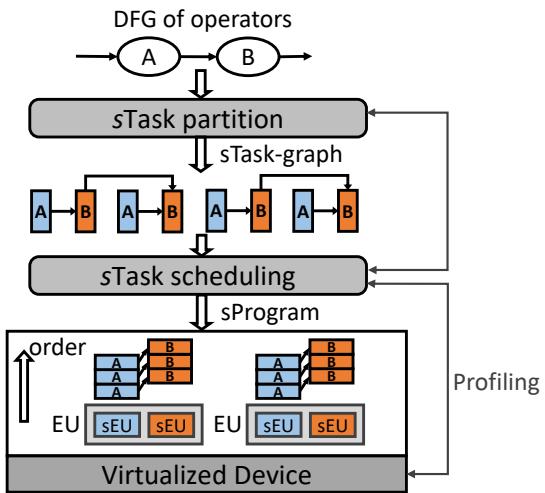 DFG of operators
A B
sTask partition
sTask-graph
A B A B A B A B
sTask scheduling
sProgram
order
B B
B B
B B
A A
A A
A A
Profiling
EU sEU sEU EU sEU sEU
Virtualized Device